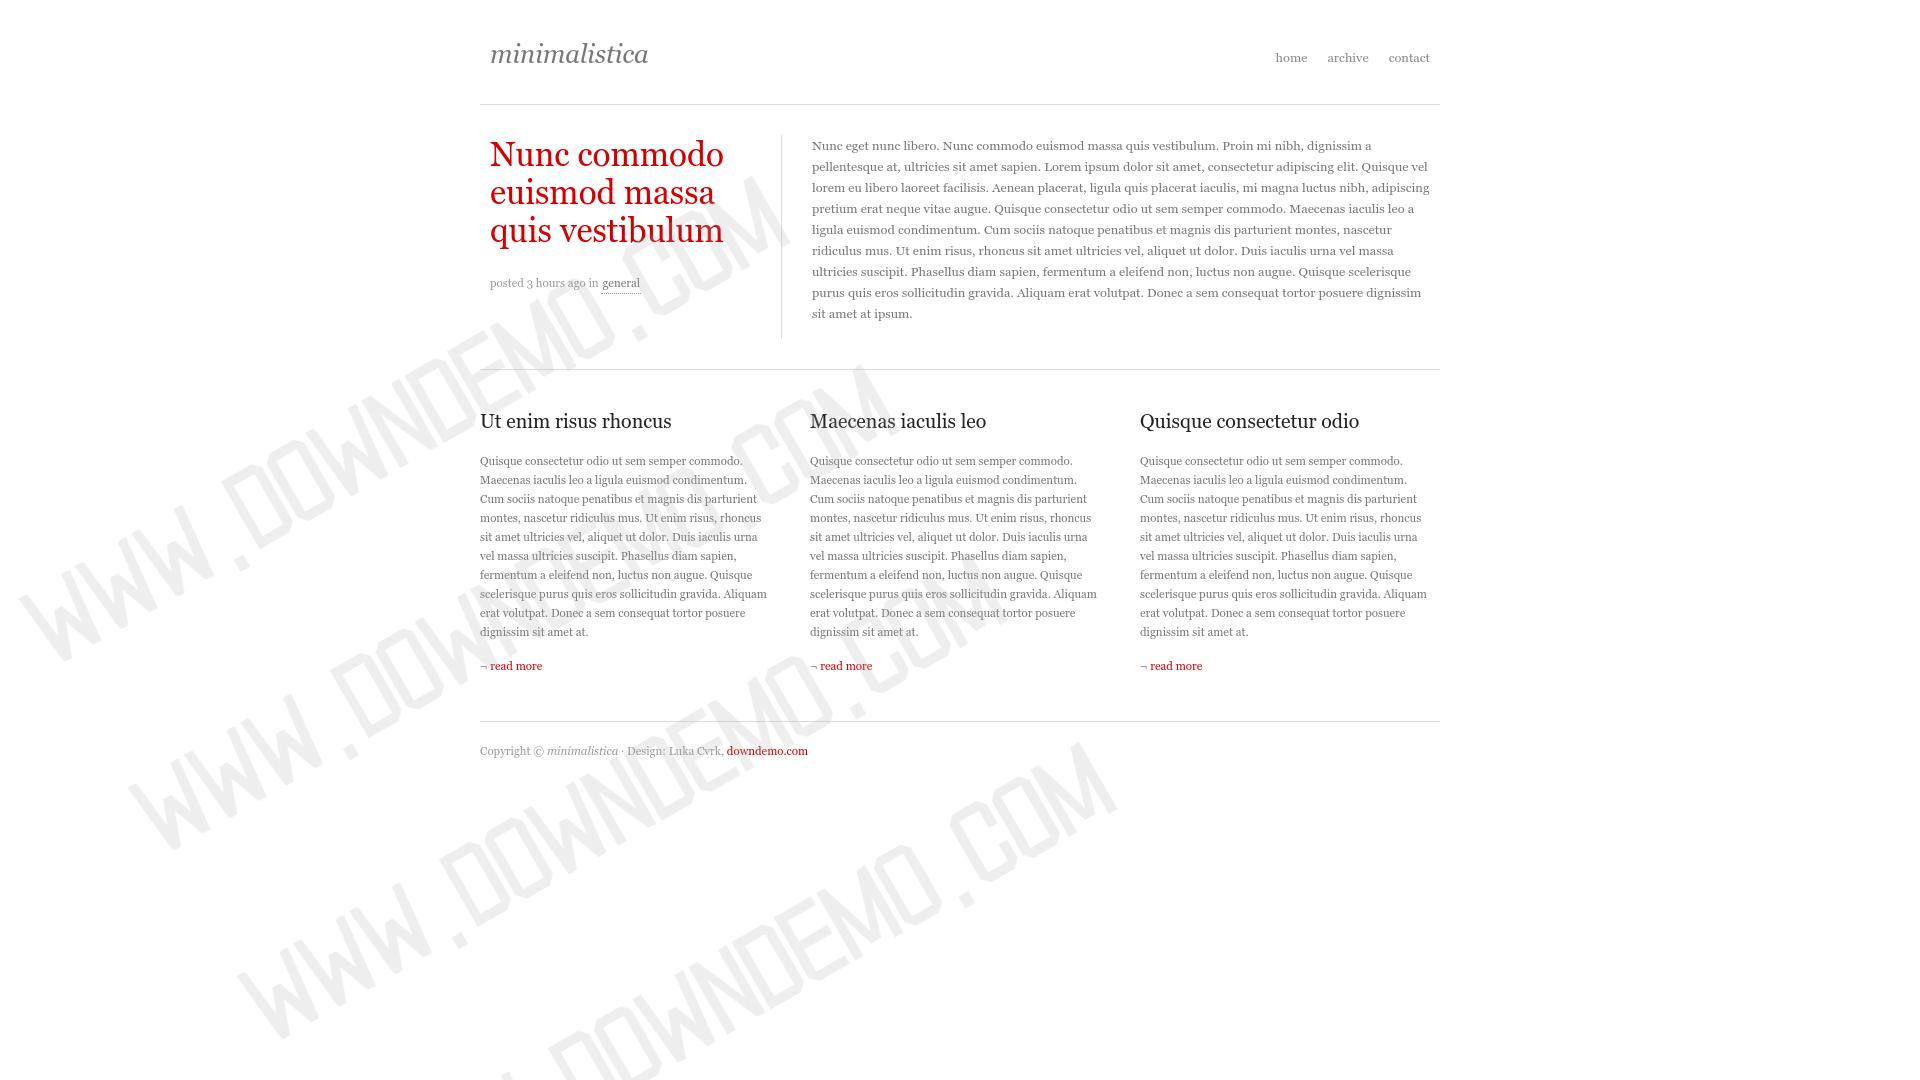 minimalistica
home archive contact
Nunc commodo
euismod massa
quis vestibulum
posted 3 hours ago in general
Nunc eget nunc libero. Nunc commodo euismod massa quis vestibulum. Proin mi nibh, dignissim a
pellentesque at, ultricies sit amet sapien. Lorem ipsum dolor sit amet, consectetur adipiscing elit. Quisque vel
lorem eu libero laoreet facilisis. Aenean placerat, ligula quis placerat iaculis, mi magna luctus nibh, adipiscing
pretium erat neque vitae augue. Quisque consectetur odio ut sem semper commodo. Maecenas iaculis leo a
ligula euismod condimentum. Cum sociis natoque penatibus et magnis dis parturient montes, nascetur
ridiculus mus. Ut enim risus, rhoncus sit amet ultricies vel, aliquet ut dolor. Duis iaculis urna vel massa
ultricies suscipit. Phasellus diam sapien, fermentum a eleifend non, luctus non augue. Quisque scelerisque
purus quis eros sollicitudin gravida. Aliquam erat volutpat. Donec a sem consequat tortor posuere dignissim
sit amet at ipsum.
Ut enim risus rhoncus
Quisque consectetur odio ut sem semper commodo.
Maecenas iaculis leo a ligula euismod condimentum.
Cum sociis natoque penatibus et magnis dis parturient
montes, nascetur ridiculus mus. Ut enim risus, rhoncus
sit amet ultricies vel, aliquet ut dolor. Duis iaculis urna
vel massa ultricies suscipit. Phasellus diam sapien,
fermentum a eleifend non, luctus non augue. Quisque
scelerisque purus quis eros sollicitudin gravida. Aliquam
erat volutpat. Donec a sem consequat tortor posuere
dignissim sit amet at.
¬ read more
Maecenas iaculis leo
Quisque consectetur odio ut sem semper commodo.
Maecenas iaculis leo a ligula euismod condimentum.
Cum sociis natoque penatibus et magnis dis parturient
montes, nascetur ridiculus mus. Ut enim risus, rhoncus
sit amet ultricies vel, aliquet ut dolor. Duis iaculis urna
vel massa ultricies suscipit. Phasellus diam sapien,
fermentum a eleifend non, luctus non augue. Quisque
scelerisque purus quis eros sollicitudin gravida. Aliquam
erat volutpat. Donec a sem consequat tortor posuere
dignissim sit amet at.
¬ read more
Quisque consectetur odio
Quisque consectetur odio ut sem semper commodo.
Maecenas iaculis leo a ligula euismod condimentum.
Cum sociis natoque penatibus et magnis dis parturient
montes, nascetur ridiculus mus. Ut enim risus, rhoncus
sit amet ultricies vel, aliquet ut dolor. Duis iaculis urna
vel massa ultricies suscipit. Phasellus diam sapien,
fermentum a eleifend non, luctus non augue. Quisque
scelerisque purus quis eros sollicitudin gravida. Aliquam
erat volutpat. Donec a sem consequat tortor posuere
dignissim sit amet at.
¬ read more
Copyright © minimalistica · Design: Luka Cvrk, downdemo.com
WWW.DOWNDEMO.COM
WWW.DOWNDEMO.COM
WWW.DOWNDEMO.COM
DOWNDEMO.COM